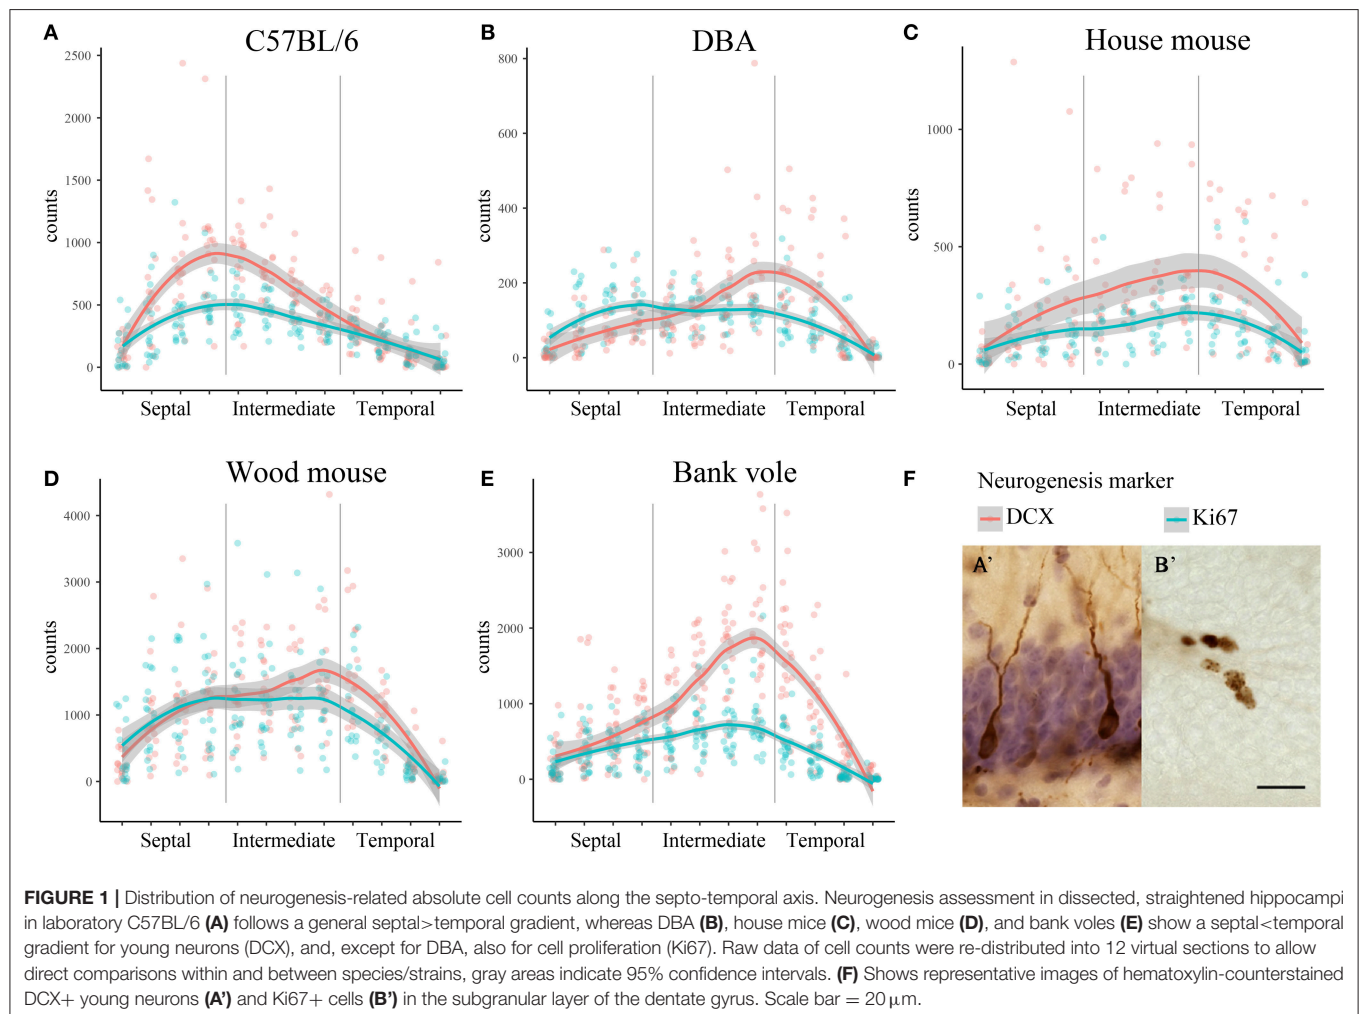 A
C57BL/6
2500
2000
1500
1000
500
0
counts
Septal Intermediate Temporal
B
DBA
800
600
400
200
0
counts
Septal Intermediate Temporal
C
House mouse
1000
500
0
counts
Septal Intermediate Temporal
D
Wood mouse
4000
3000
2000
1000
0
counts
Septal Intermediate Temporal
E
Bank vole
3000
2000
1000
0
counts
Septal Intermediate Temporal
F
Neurogenesis marker
DCX Ki67
A’ B’
FIGURE 1 | Distribution of neurogenesis-related absolute cell counts along the septo-temporal axis. Neurogenesis assessment in dissected, straightened hippocampi
in laboratory C57BL/6 (A) follows a general septal>temporal gradient, whereas DBA (B), house mice (C), wood mice (D), and bank voles (E) show a septal<temporal
gradient for young neurons (DCX), and, except for DBA, also for cell proliferation (Ki67). Raw data of cell counts were re-distributed into 12 virtual sections to allow
direct comparisons within and between species/strains, gray areas indicate 95% confidence intervals. (F) Shows representative images of hematoxylin-counterstained
DCX+ young neurons (A’) and Ki67+ cells (B’) in the subgranular layer of the dentate gyrus. Scale bar = 20 μm.